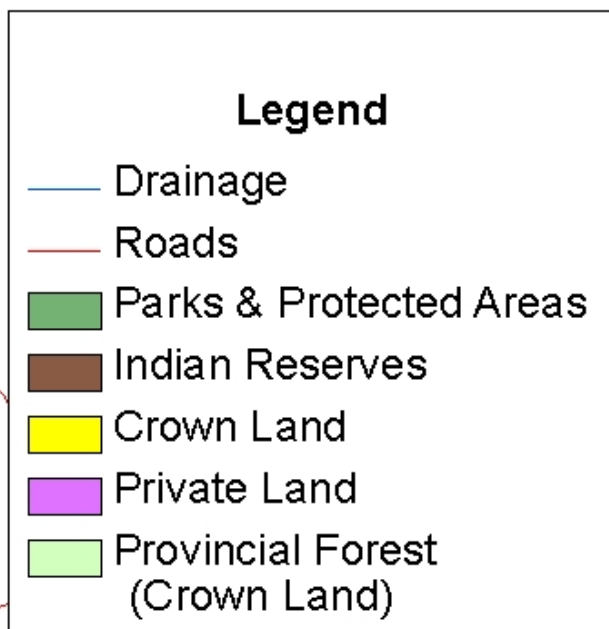 Legend
Drainage
Roads
Parks & Protected Areas
Indian Reserves
Crown Land
Private Land
Provincial Forest
(Crown Land)